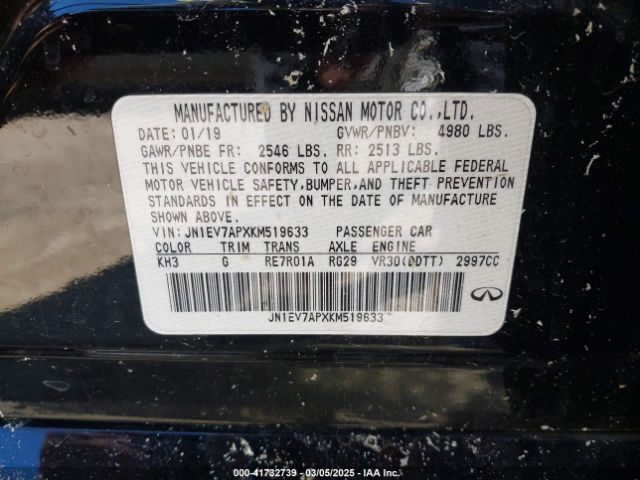 MANUFACTURED BY NISSAN MOTOR CO.,LTD.
DATE: 01/19 GVWR/PNBV: 4980 LBS.
GAWR/PNBE FR: 2546 LBS. RR: 2513 LBS.
THIS VEHICLE CONFORMS TO ALL APPLICABLE FEDERAL
MOTOR VEHICLE SAFETY,BUMPER,AND THEFT PREVENTION
STANDARDS IN EFFECT ON THE DATE OF MANUFACTURE
SHOWN ABOVE.
VIN: JN1EV7APXKM519633 PASSENGER CAR
COLOR TRIM TRANS AXLE ENGINE
KH3 G RE7R01A RG29 VR30(DDTT) 2997CC
JN1EV7APXKM519633
000-41732739 - 03/05/2025 - IAA Inc.